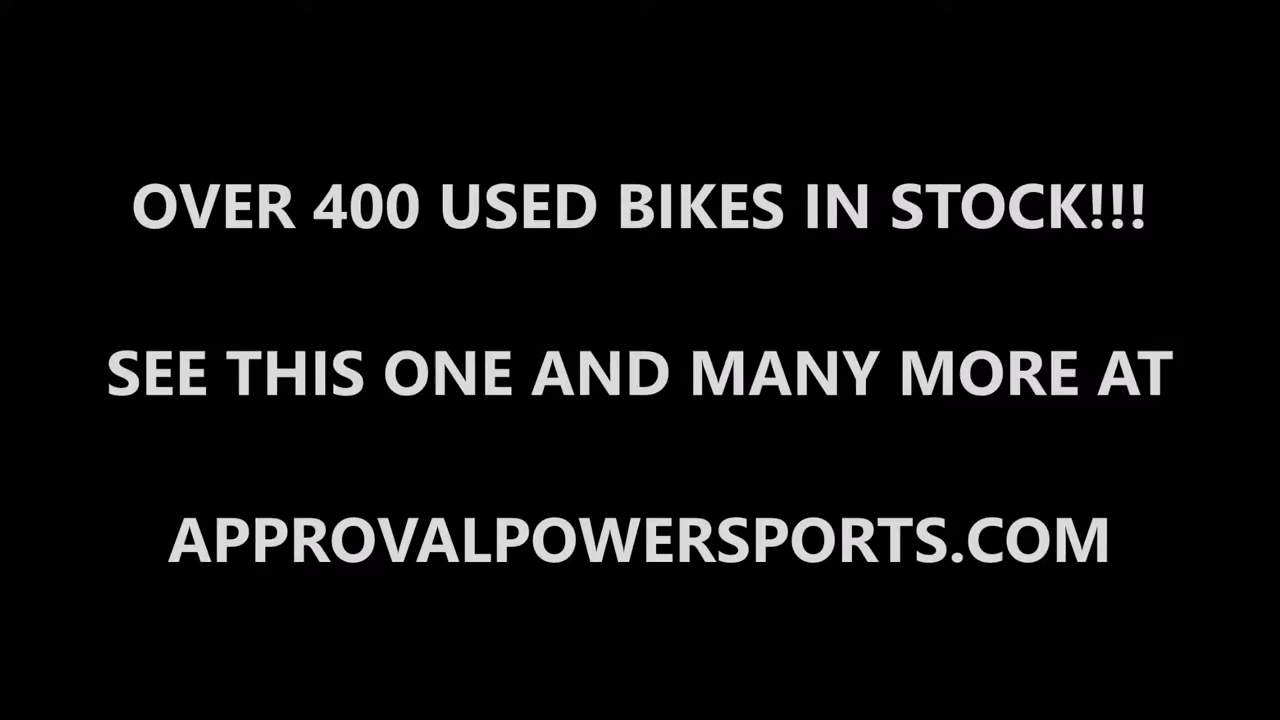 OVER 400 USED BIKES IN STOCK!!!
SEE THIS ONE AND MANY MORE AT
APPROVALPOWERSPORTS.COM